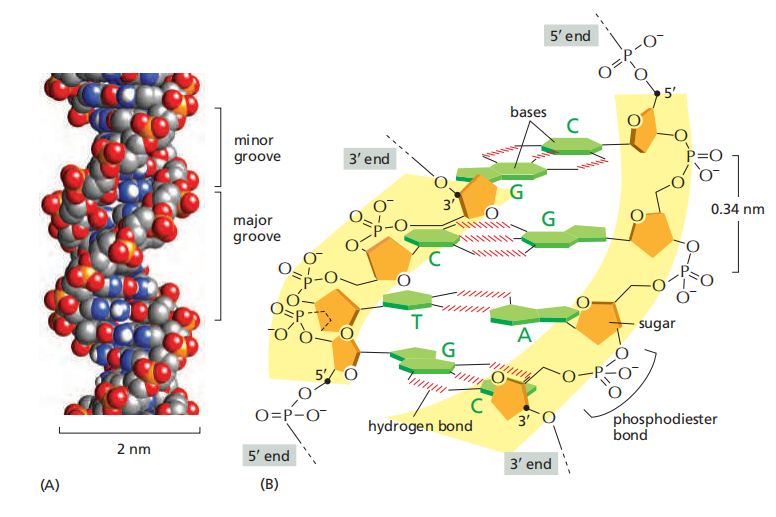 minor
groove
major
groove
2 nm
(A)
5′ end
O⁻
P
O
O
5′
bases
C
O
O
P=O
O⁻
O
3′ end
O
3′
G
O
0.34 nm
O⁻
O
P
O
O
C
G
O
O
P
O
O⁻
O
O⁻
O
P
O
O
O
T
A
O
sugar
O
P
⁻O
O
O
G
O
5′
O
O
O=P
O⁻
hydrogen bond
C
O
3′
O
O
P
O⁻
O
phosphodiester
bond
5′ end
3′ end
(B)